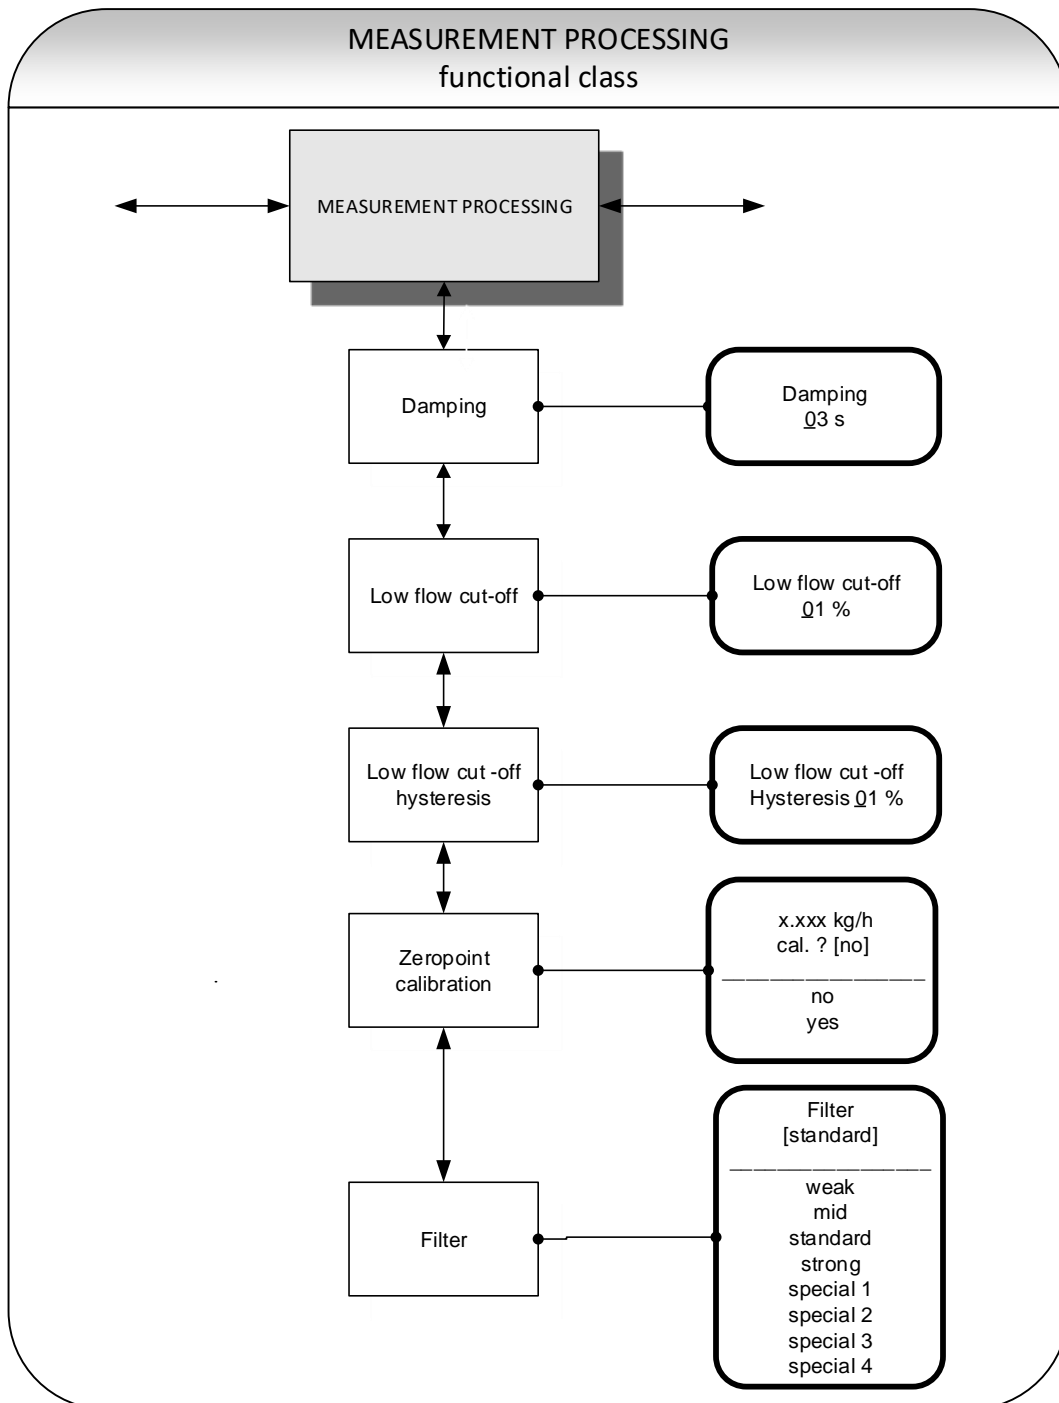 MEASUREMENT PROCESSING
functional class
MEASUREMENT PROCESSING
Damping
Damping
03 s
Low flow cut-off
Low flow cut-off
01 %
Low flow cut -off
hysteresis
Low flow cut -off
Hysteresis 01 %
Zeropoint
calibration
x.xxx kg/h
cal. ? [no]
no
yes
Filter
Filter
[standard]
weak
mid
standard
strong
special 1
special 2
special 3
special 4